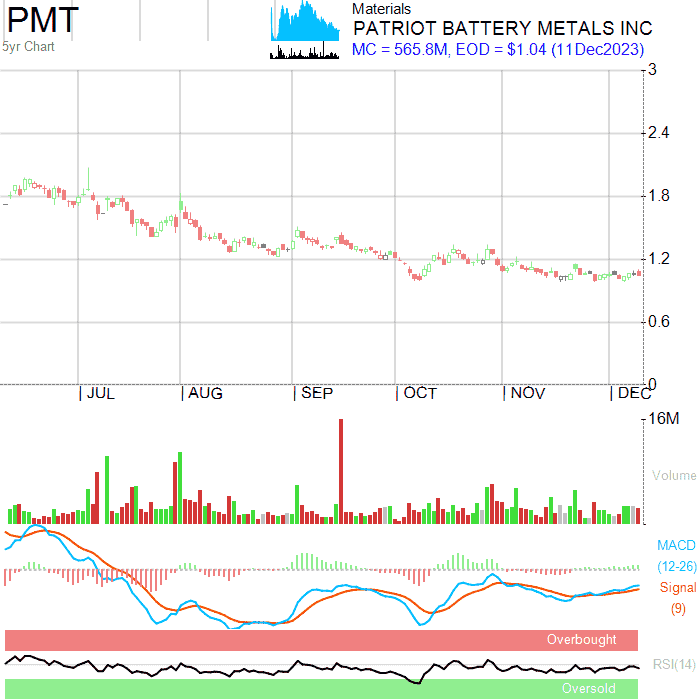 PMT
5yr Chart
Materials
PATRIOT BATTERY METALS INC
MC = 565.8M, EOD = $1.04 (11Dec2023)
3
2.4
1.8
1.2
0.6
0
JUL AUG SEP OCT NOV DEC
16M
Volume
MACD
(12-26)
Signal
(9)
Overbought
RSI(14)
Oversold